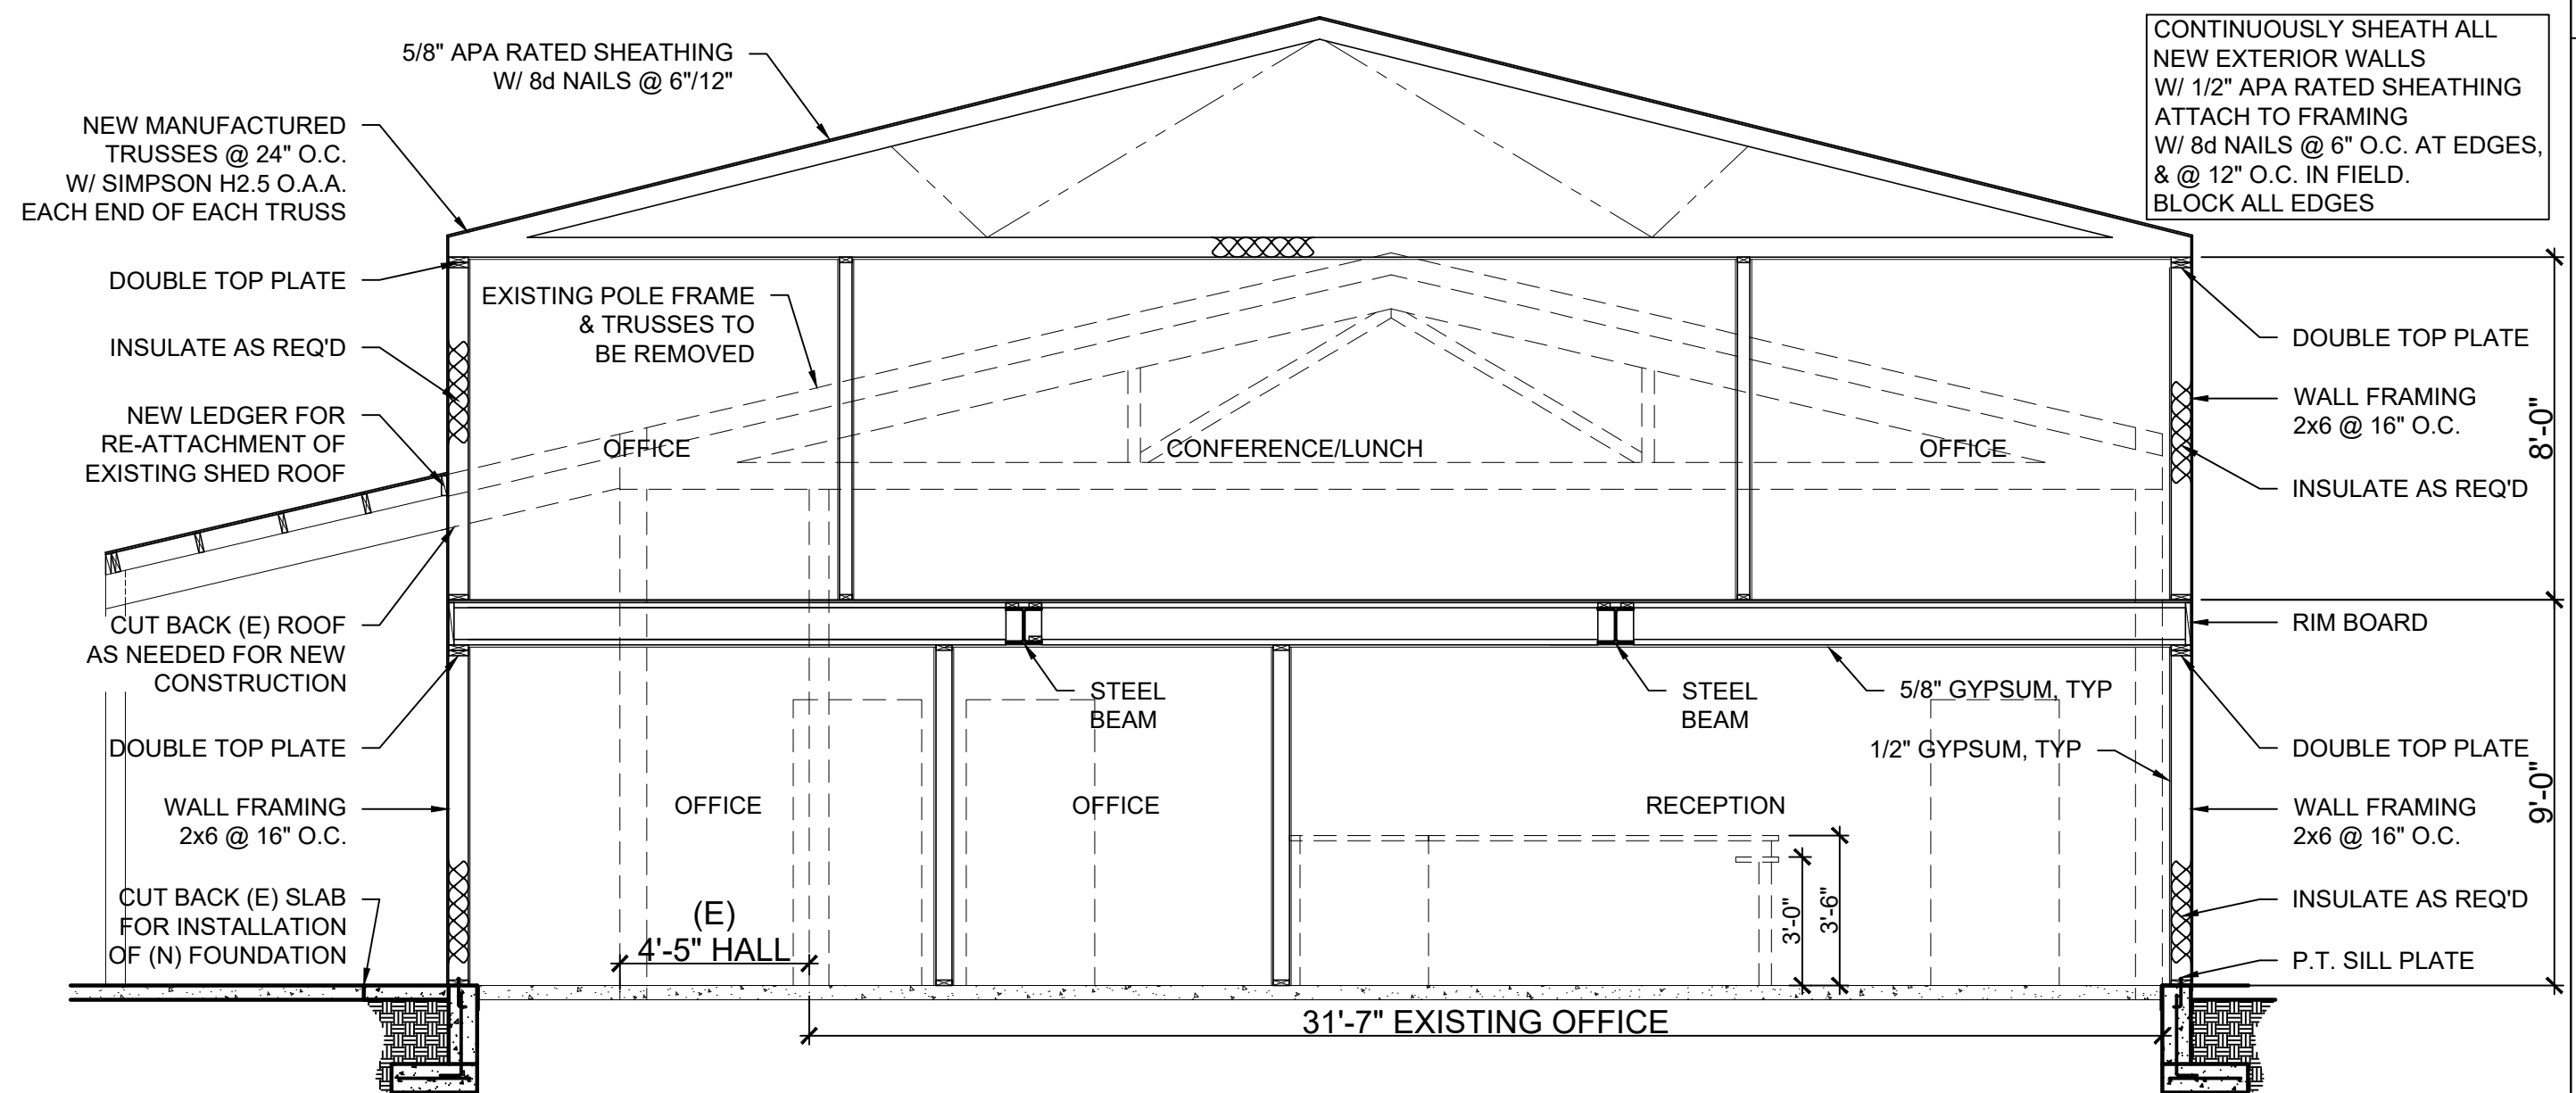 5/8" APA RATED SHEATHING
W/ 8d NAILS @ 6"/12"
CONTINUOUSLY SHEATH ALL
NEW EXTERIOR WALLS
W/ 1/2" APA RATED SHEATHING
ATTACH TO FRAMING
W/ 8d NAILS @ 6" O.C. AT EDGES,
& @ 12" O.C. IN FIELD.
BLOCK ALL EDGES
NEW MANUFACTURED
TRUSSES @ 24" O.C.
W/ SIMPSON H2.5 O.A.A.
EACH END OF EACH TRUSS
DOUBLE TOP PLATE
INSULATE AS REQ'D
NEW LEDGER FOR
RE-ATTACHMENT OF
EXISTING SHED ROOF
CUT BACK (E) ROOF
AS NEEDED FOR NEW
CONSTRUCTION
DOUBLE TOP PLATE
WALL FRAMING
2x6 @ 16" O.C.
CUT BACK (E) SLAB
FOR INSTALLATION
OF (N) FOUNDATION
EXISTING POLE FRAME
& TRUSSES TO
BE REMOVED
OFFICE
CONFERENCE/LUNCH
OFFICE
STEEL
BEAM
STEEL
BEAM
5/8" GYPSUM, TYP
1/2" GYPSUM, TYP
OFFICE
OFFICE
RECEPTION
(E)
4'-5" HALL
3'-0"
3'-6"
31'-7" EXISTING OFFICE
DOUBLE TOP PLATE
WALL FRAMING
2x6 @ 16" O.C.
INSULATE AS REQ'D
8'-0"
RIM BOARD
DOUBLE TOP PLATE
9'-0"
WALL FRAMING
2x6 @ 16" O.C.
INSULATE AS REQ'D
P.T. SILL PLATE